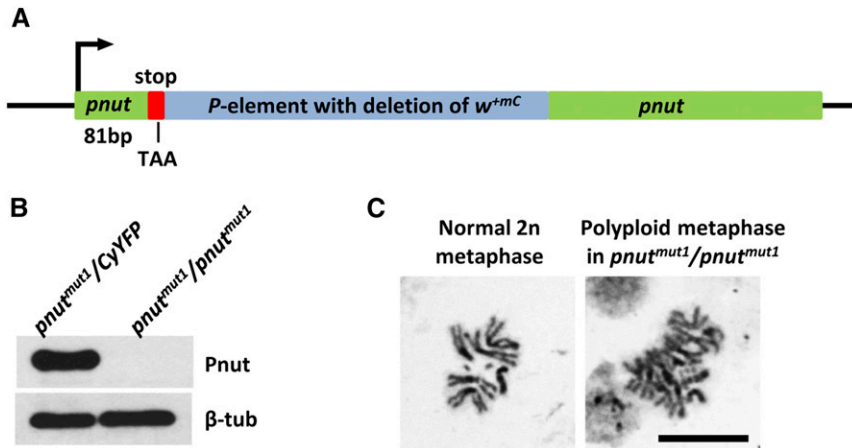 A
stop
pnut
P-element with deletion of w+mC
pnut
81bp
TAA
B
pnutmut1/CyYFP
pnutmut1/pnutmut1
Pnut
β-tub
C
Normal 2n
metaphase
Polyploid metaphase
in pnutmut1/pnutmut1